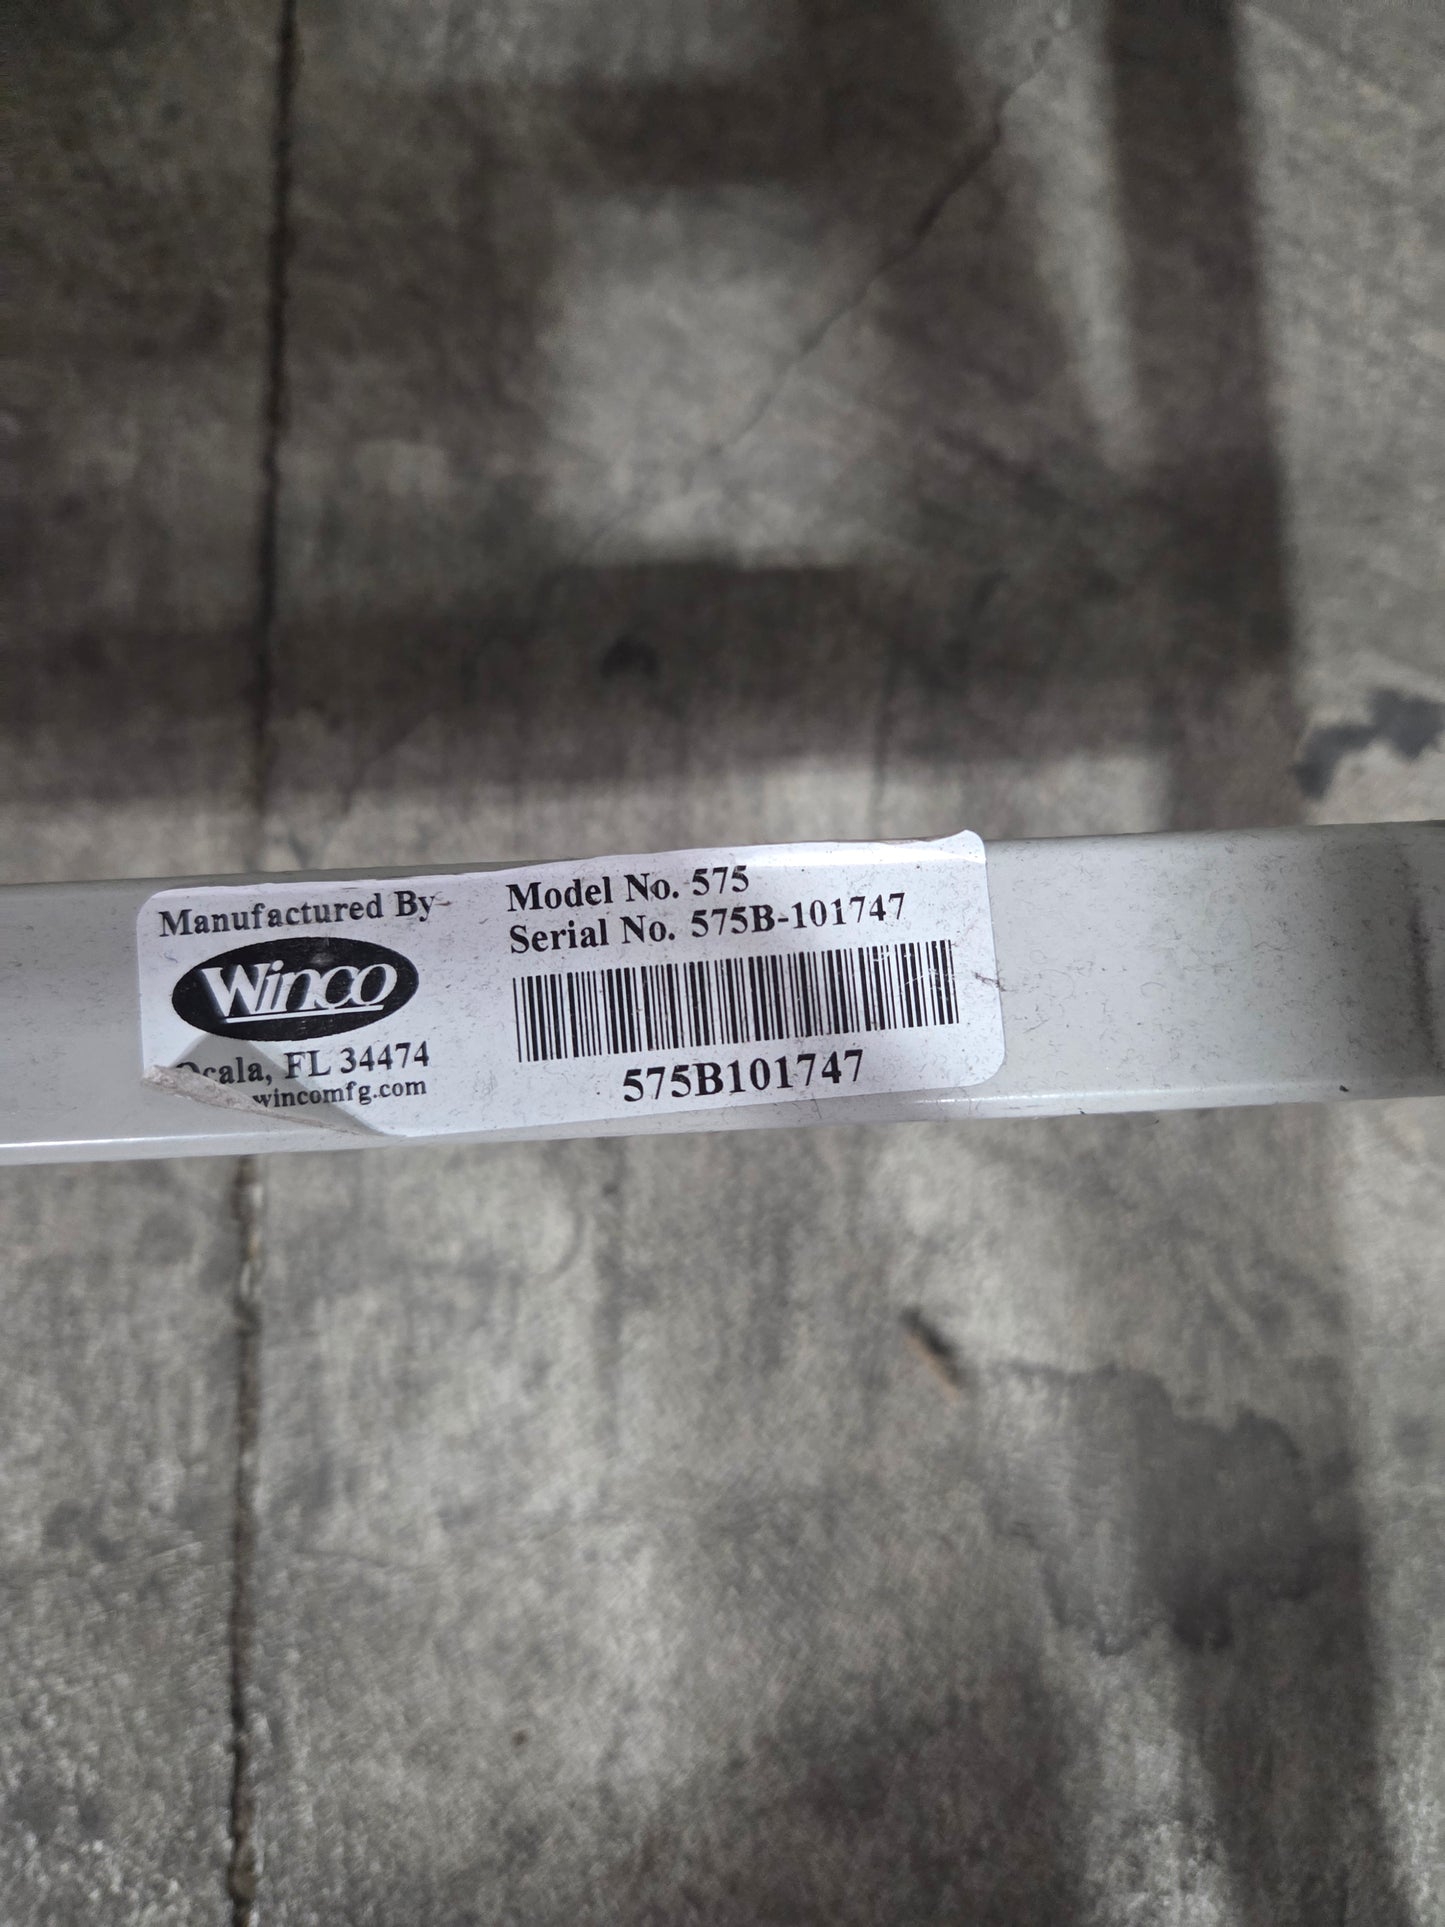 Manufactured By
Winco
Ocala, FL 34474
wincomfg.com
Model No. 575
Serial No. 575B-101747
575B101747